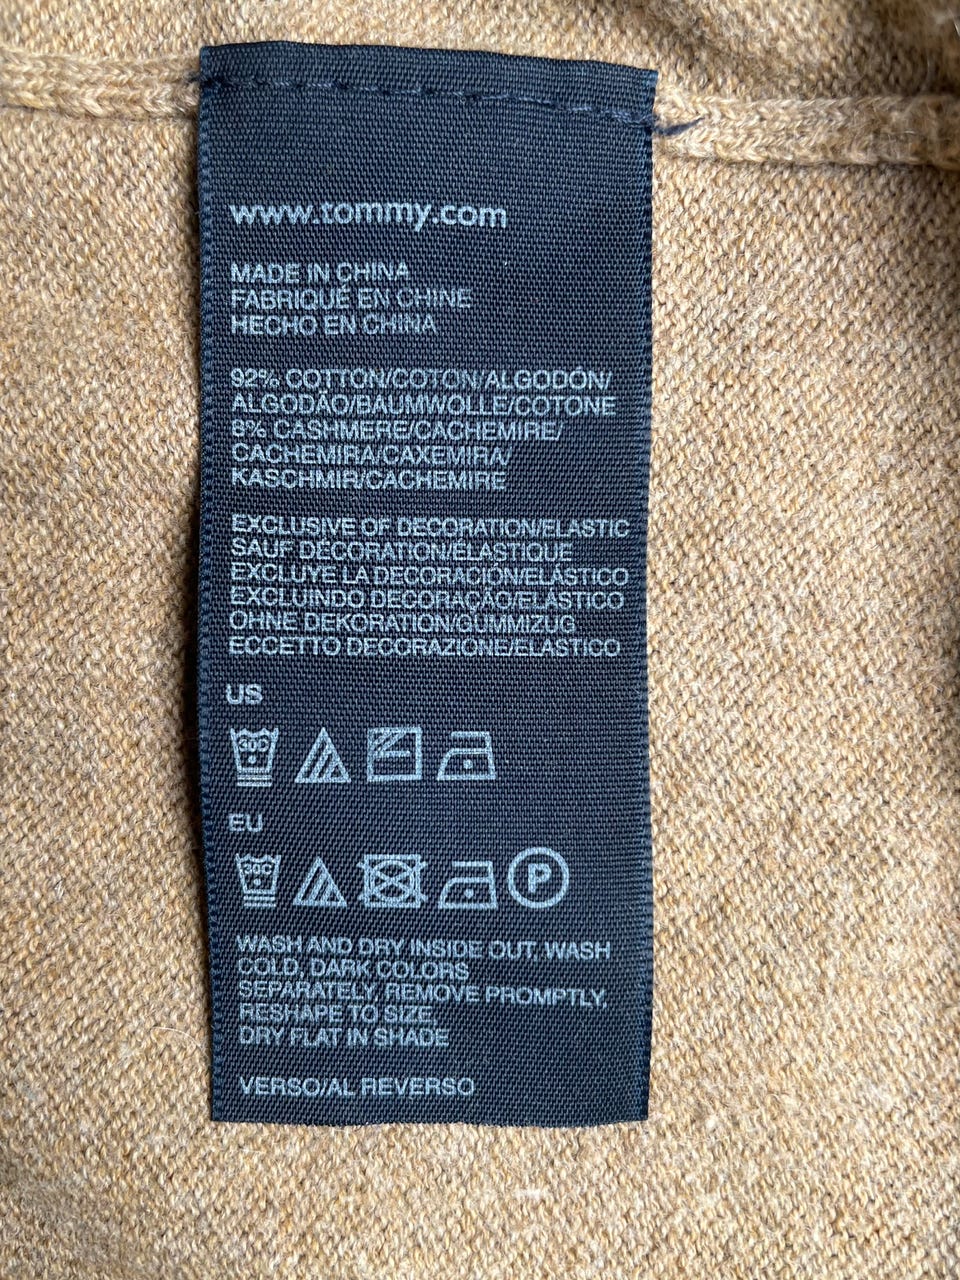 www.tommy.com
MADE IN CHINA
FABRIQUÉ EN CHINE
HECHO EN CHINA
92% COTTON/COTON/ALGODÓN/
ALGODÃO/BAUMWOLLE/COTONE
8% CASHMERE/CACHEMIRE/
CACHEMIRA/CAXEMIRA/
KASCHMIR/CACHEMIRE
EXCLUSIVE OF DECORATION/ELASTIC
SAUF DÉCORATION/ÉLASTIQUE
EXCLUYE LA DECORACIÓN/ELÁSTICO
EXCLUINDO DECORAÇÃO/ELÁSTICO
OHNE DEKORATION/GUMMIZUG
ECCETTO DECORAZIONE/ELASTICO
US
30C
EU
30C P
WASH AND DRY INSIDE OUT, WASH
COLD, DARK COLORS
SEPARATELY, REMOVE PROMPTLY,
RESHAPE TO SIZE,
DRY FLAT IN SHADE
VERSO/AL REVERSO